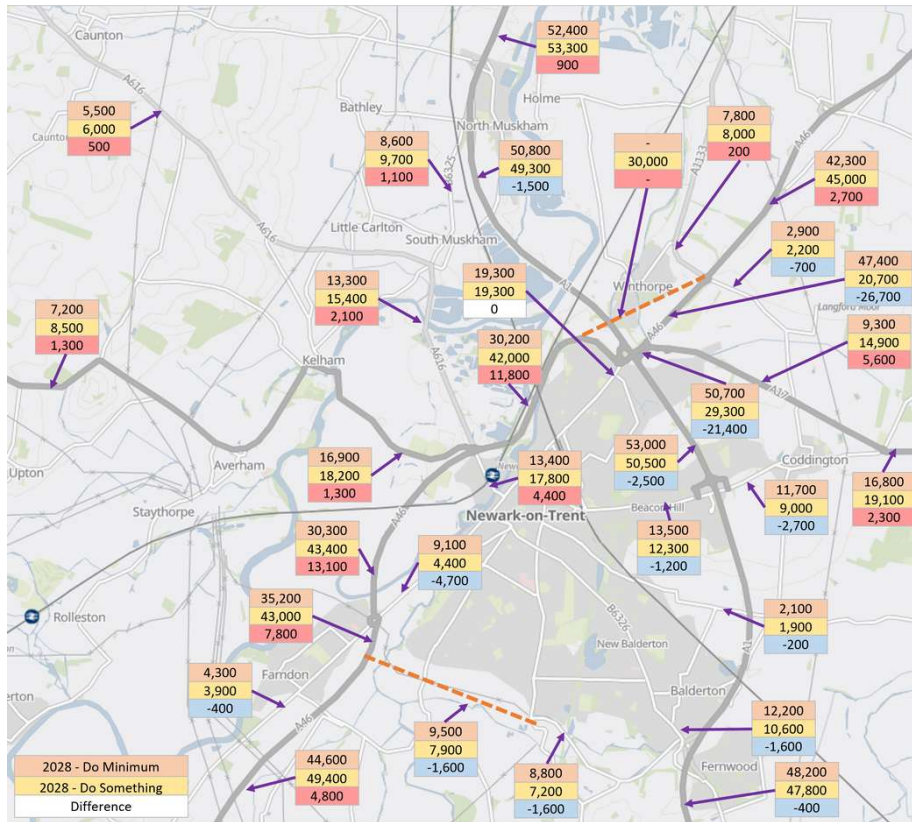 Caunton
A616
52,400
53,300
900
Holme
Bathley
North Muskham
5,500
6,000
500
8,600
9,700
1,100
B6325
50,800
49,300
-1,500
-
30,000
-
7,800
8,000
200
A1133
A46
42,300
45,000
2,700
Little Carlton
A616
South Muskham
2,900
2,200
-700
47,400
20,700
-26,700
13,300
15,400
2,100
19,300
19,300
0
A1
Winthorpe
A46
Langford Moor
7,200
8,500
1,300
Kelham
A616
30,200
42,000
11,800
9,300
14,900
5,600
A17
50,700
29,300
-21,400
Upton
Averham
16,900
18,200
1,300
13,400
17,800
4,400
53,000
50,500
-2,500
Coddington
Staythorpe
Newark-on-Trent
Beacon Hill
11,700
9,000
-2,700
16,800
19,100
2,300
A46
30,300
43,400
13,100
9,100
4,400
-4,700
13,500
12,300
-1,200
Rolleston
35,200
43,000
7,800
B6326
2,100
1,900
-200
New Balderton
A1
Farndon
4,300
3,900
-400
A46
Balderton
9,500
7,900
-1,600
12,200
10,600
-1,600
Fernwood
2028 - Do Minimum
2028 - Do Something
Difference
44,600
49,400
4,800
8,800
7,200
-1,600
48,200
47,800
-400